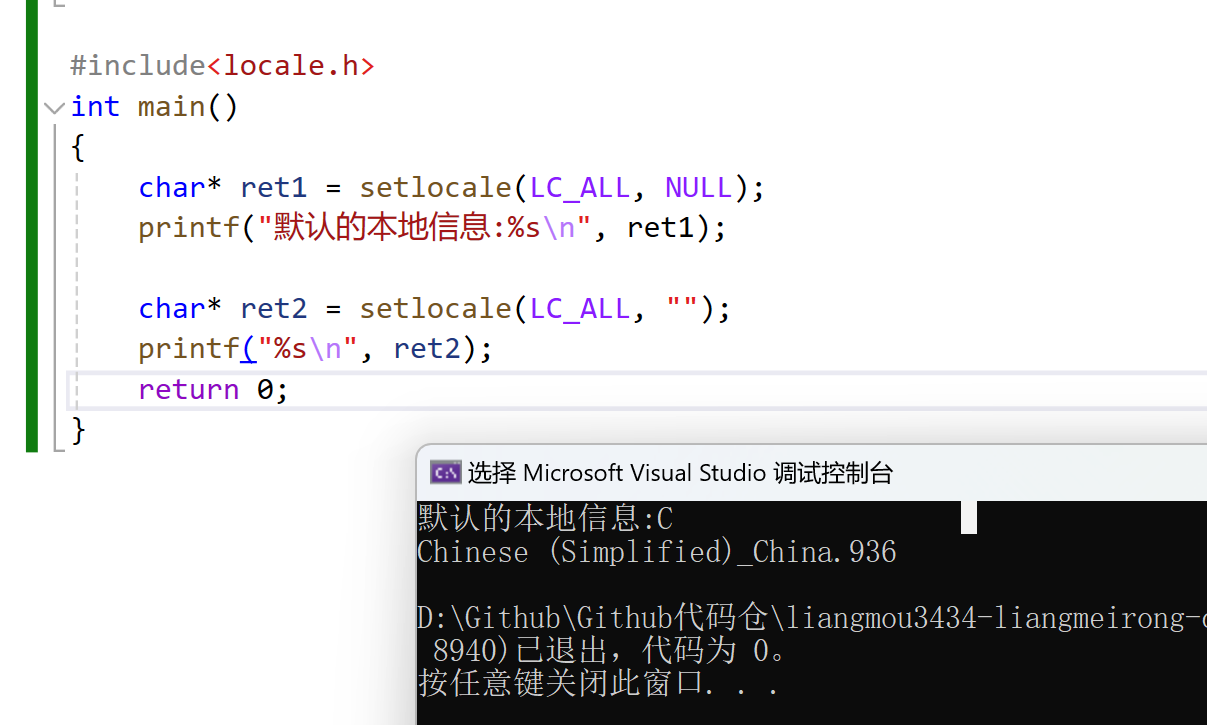 #include<locale.h>
int main()
{
    char* ret1 = setlocale(LC_ALL, NULL);
    printf("默认的本地信息:%s\n", ret1);
    char* ret2 = setlocale(LC_ALL, "");
    printf("%s\n", ret2);
    return 0;
}
C:\ 选择 Microsoft Visual Studio 调试控制台
默认的本地信息:C
Chinese (Simplified)_China.936
D:\Github\Github代码仓\liangmou3434-liangmeirong-
8940)已退出，代码为 0。
按任意键关闭此窗口. . .